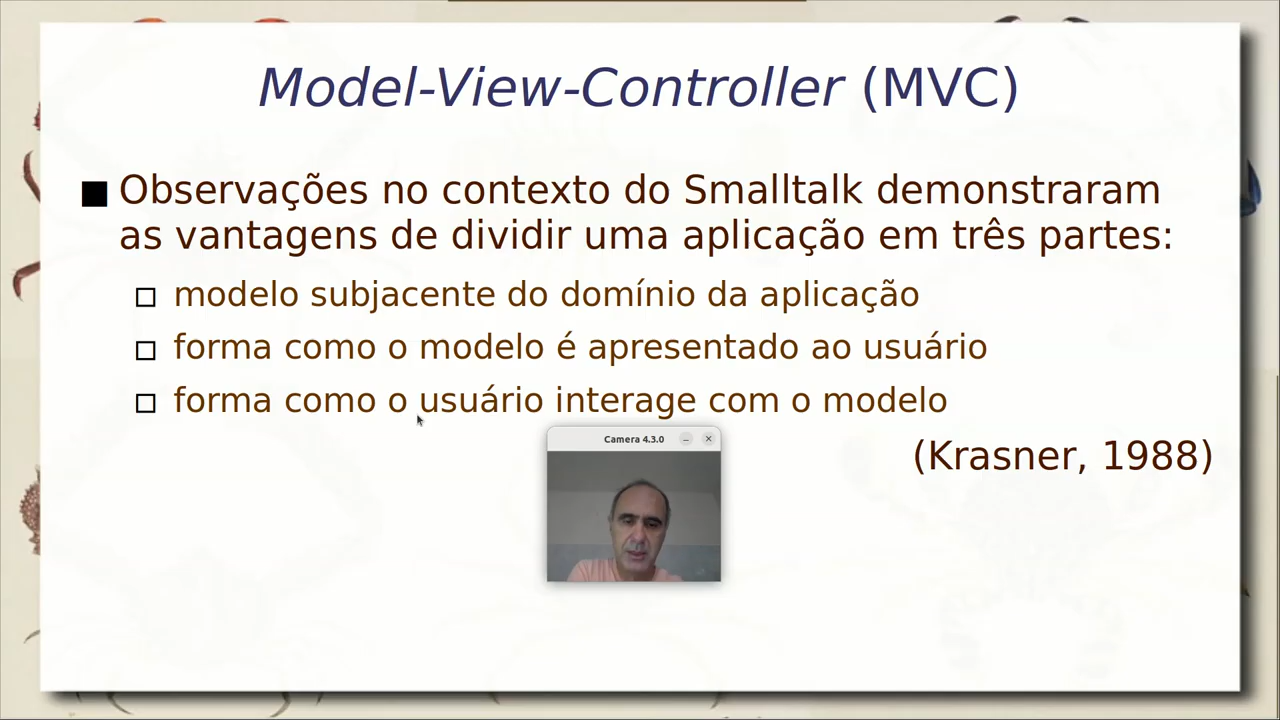 Model-View-Controller (MVC)
Observações no contexto do Smalltalk demonstraram
as vantagens de dividir uma aplicação em três partes:
modelo subjacente do domínio da aplicação
forma como o modelo é apresentado ao usuário
forma como o usuário interage com o modelo
Camera 4.3.0
(Krasner, 1988)